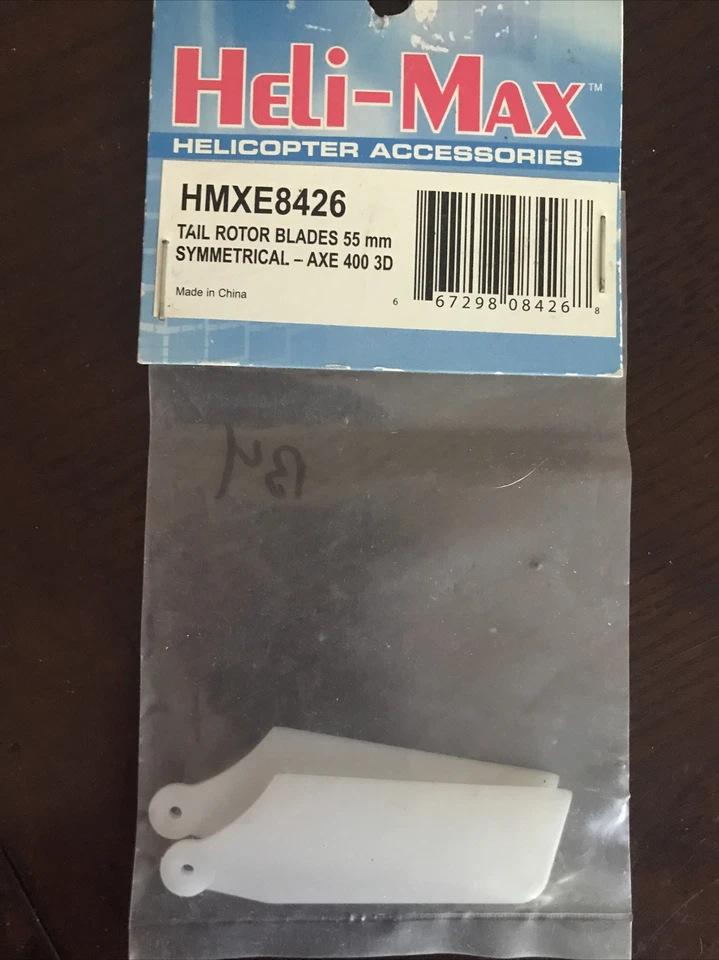 Heli-Max™
HELICOPTER ACCESSORIES
HMXE8426
TAIL ROTOR BLADES 55 mm
SYMMETRICAL – AXE 400 3D
Made in China
6 67298 08426 8